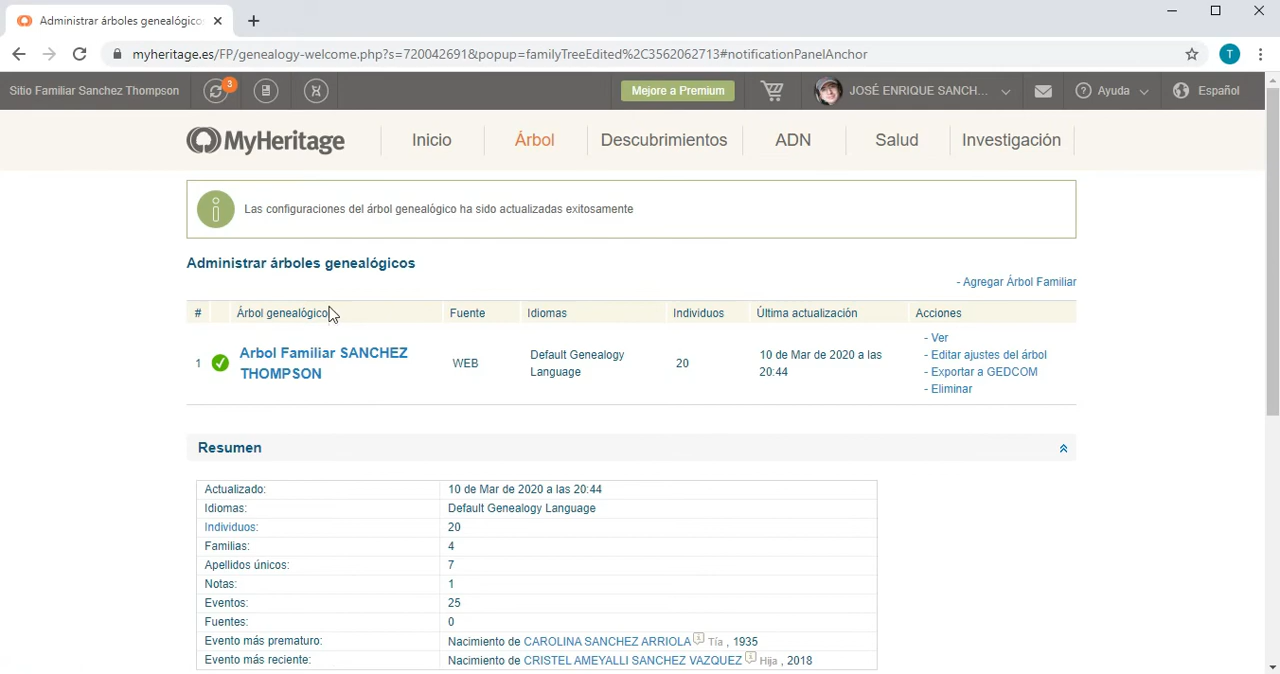 Administrar árboles genealógicos
myheritage.es/FP/genealogy-welcome.php?s=720042691&popup=familyTreeEdited%2C3562062713#notificationPanelAnchor
T
Sitio Familiar Sanchez Thompson
3
Mejore a Premium
JOSÉ ENRIQUE SANCH...
Ayuda
Español
MyHeritage
Inicio
Árbol
Descubrimientos
ADN
Salud
Investigación
Las configuraciones del árbol genealógico ha sido actualizadas exitosamente
Administrar árboles genealógicos
- Agregar Árbol Familiar
# Árbol genealógico Fuente Idiomas Individuos Última actualización Acciones
1 Arbol Familiar SANCHEZ THOMPSON WEB Default Genealogy Language 20 10 de Mar de 2020 a las 20:44
- Ver
- Editar ajustes del árbol
- Exportar a GEDCOM
- Eliminar
Resumen
Actualizado: 10 de Mar de 2020 a las 20:44
Idiomas: Default Genealogy Language
Individuos: 20
Familias: 4
Apellidos únicos: 7
Notas: 1
Eventos: 25
Fuentes: 0
Evento más prematuro: Nacimiento de CAROLINA SANCHEZ ARRIOLA Tía , 1935
Evento más reciente: Nacimiento de CRISTEL AMEYALLI SANCHEZ VAZQUEZ Hija , 2018